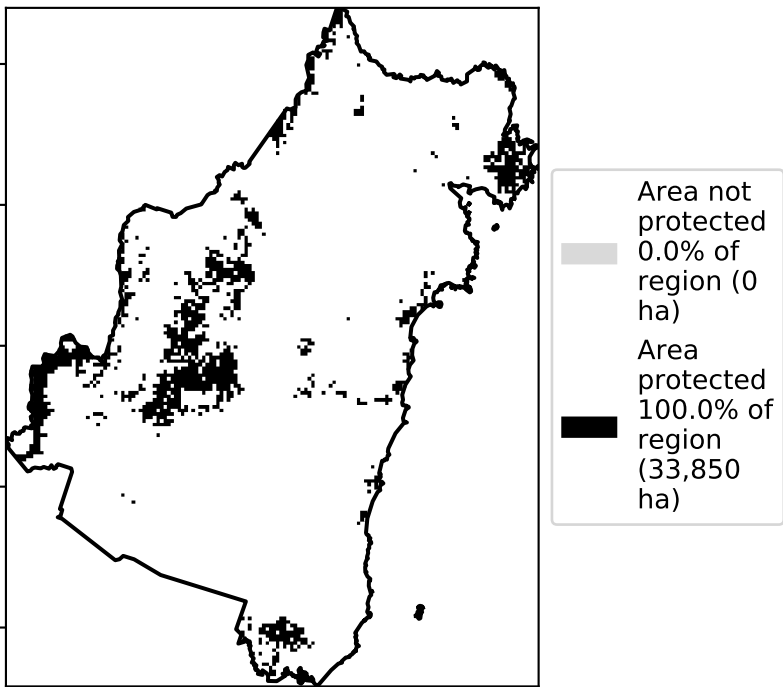 Area not
protected
0.0% of
region (0
ha)
Area
protected
100.0% of
region
(33,850
ha)